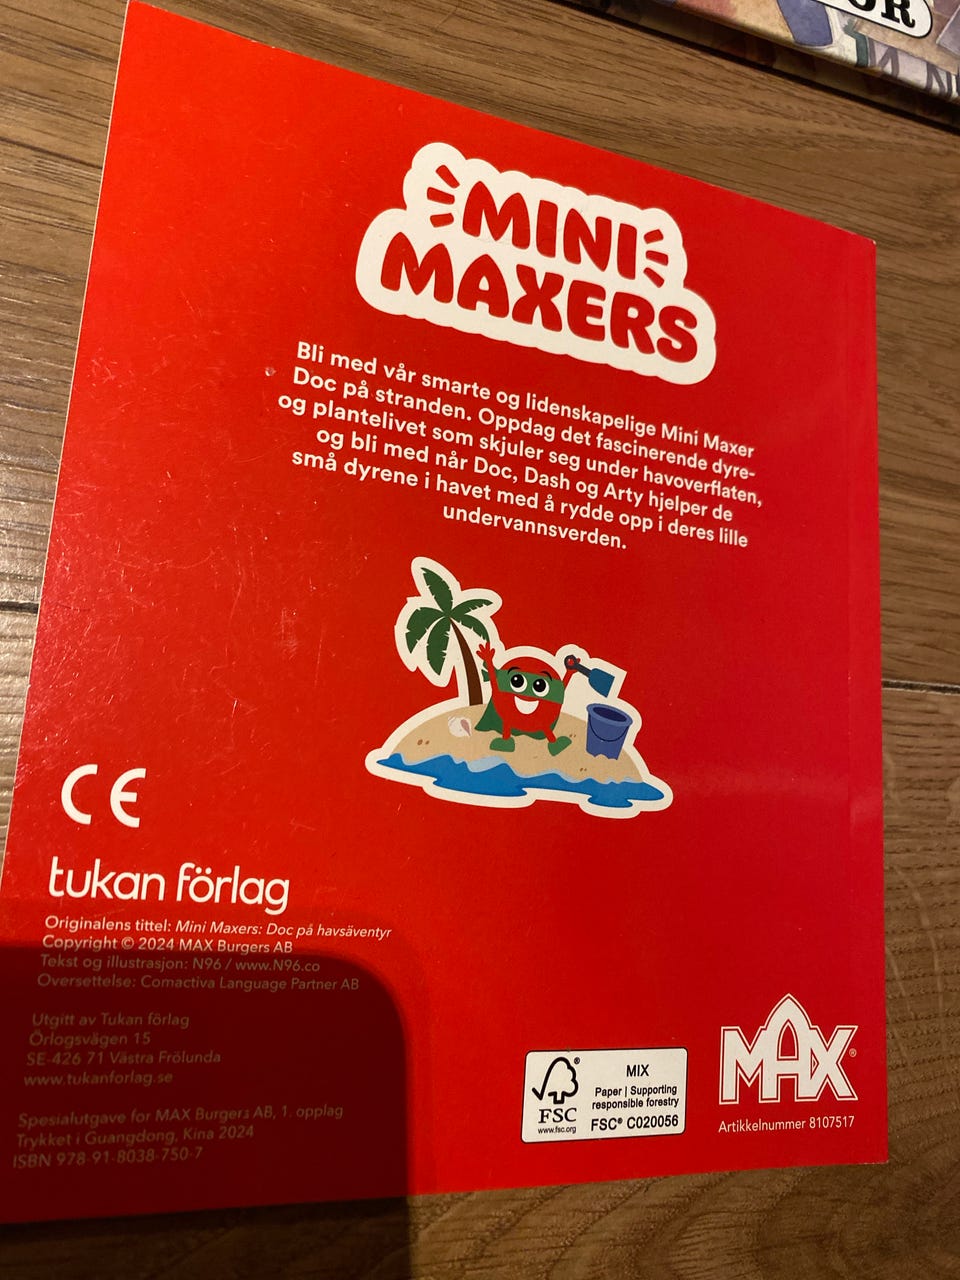 MINI
MAXERS
Bli med vår smarte og lidenskapelige Mini Maxer
Doc på stranden. Oppdag det fascinerende dyre-
og plantelivet som skjuler seg under havoverflaten,
og bli med når Doc, Dash og Arty hjelper de
små dyrene i havet med å rydde opp i deres lille
undervannsverden.
CE
tukan förlag
Originalens tittel: Mini Maxers: Doc på havsäventyr
Copyright © 2024 MAX Burgers AB
Tekst og illustrasjon: N96 / www.N96.co
Oversettelse: Comactiva Language Partner AB
Utgitt av Tukan förlag
Örlogsvägen 15
SE-426 71 Västra Frölunda
www.tukanforlag.se
Spesialutgave for MAX Burgers AB, 1. opplag
Trykket i Guangdong, Kina 2024
ISBN 978-91-8038-750-7
FSC®
www.fsc.org
MIX
Paper | Supporting
responsible forestry
FSC® C020056
MAX®
Artikkelnummer 8107517